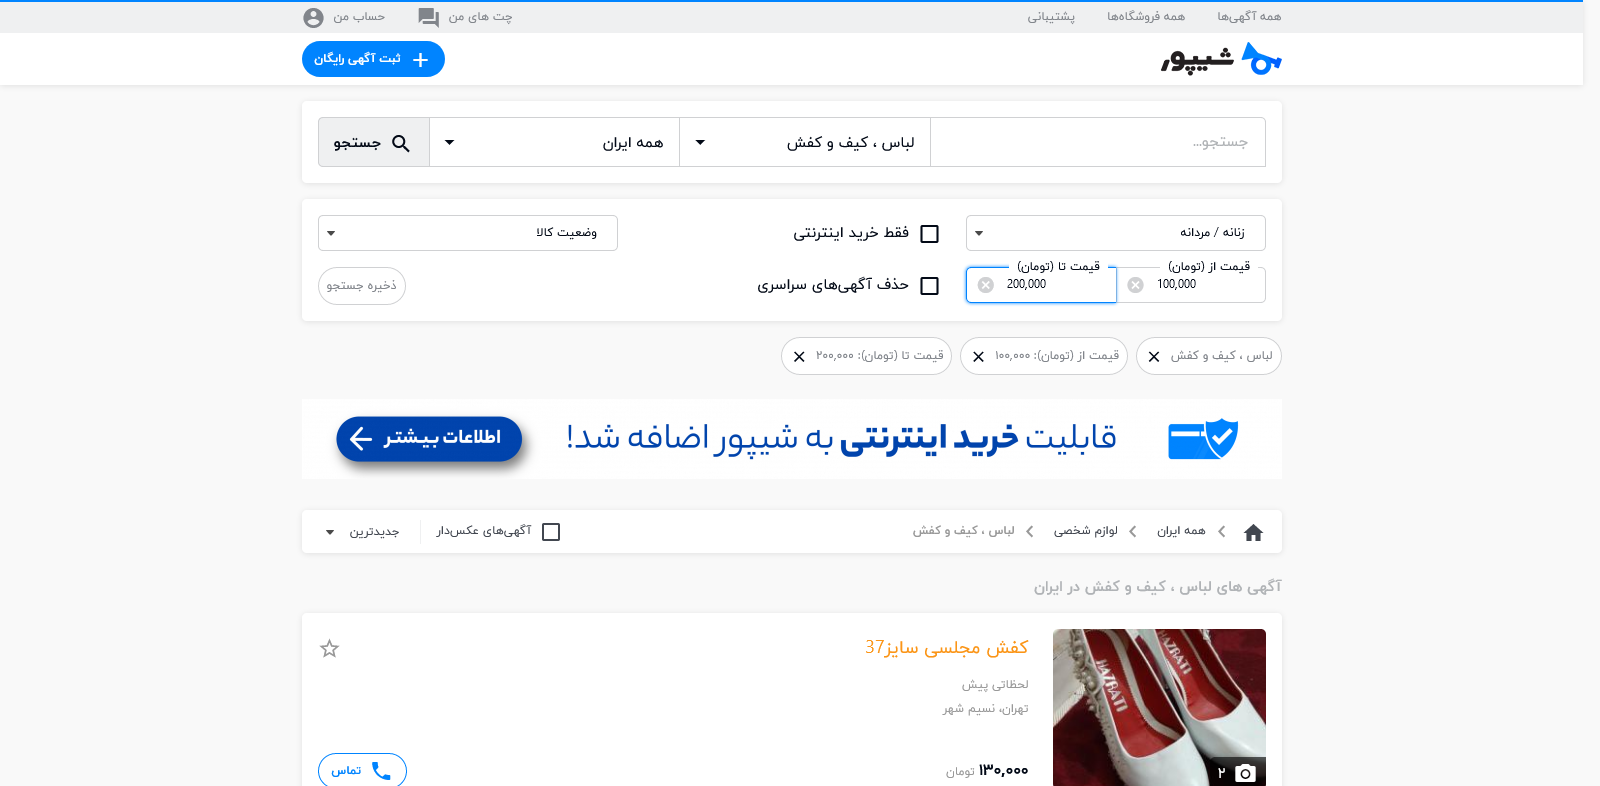 همه آگهی‌ها همه فروشگاه‌ها پشتیبانی چت های من حساب من
شیپور ثبت آگهی رایگان
جستجو... لباس ، کیف و کفش همه ایران جستجو
زنانه / مردانه فقط خرید اینترنتی وضعیت کالا
قیمت از (تومان) قیمت تا (تومان)
100,000 200,000 حذف آگهی‌های سراسری ذخیره جستجو
لباس ، کیف و کفش قیمت از (تومان): ۱۰۰,۰۰۰ قیمت تا (تومان): ۲۰۰,۰۰۰
قابلیت خرید اینترنتی به شیپور اضافه شد! اطلاعات بیشتر
همه ایران لوازم شخصی لباس ، کیف و کفش آگهی‌های عکس‌دار جدیدترین
آگهی های لباس ، کیف و کفش در ایران
کفش مجلسی سایز37
لحظاتی پیش
تهران، نسیم شهر
۱۳۰,۰۰۰ تومان تماس
HAZRATI
HAZRATI
۲